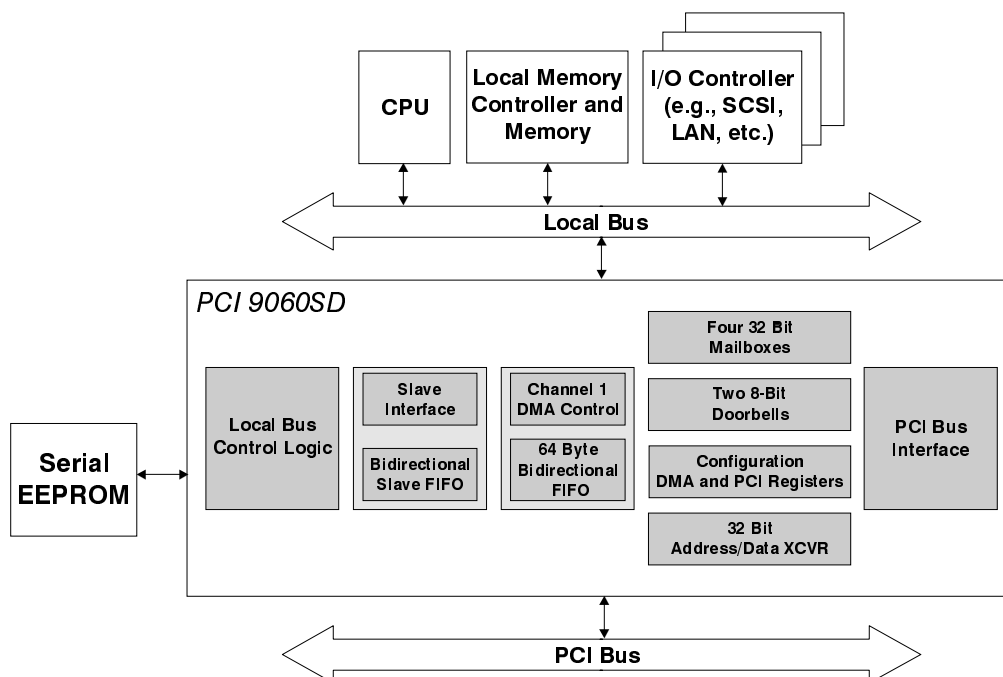 CPU
Local Memory
Controller and
Memory
I/O Controller
(e.g., SCSI,
LAN, etc.)
Local Bus
PCI 9060SD
Serial
EEPROM
Local Bus
Control Logic
Slave
Interface
Bidirectional
Slave FIFO
Channel 1
DMA Control
64 Byte
Bidirectional
FIFO
Four 32 Bit
Mailboxes
Two 8-Bit
Doorbells
Configuration
DMA and PCI Registers
32 Bit
Address/Data XCVR
PCI Bus
Interface
PCI Bus